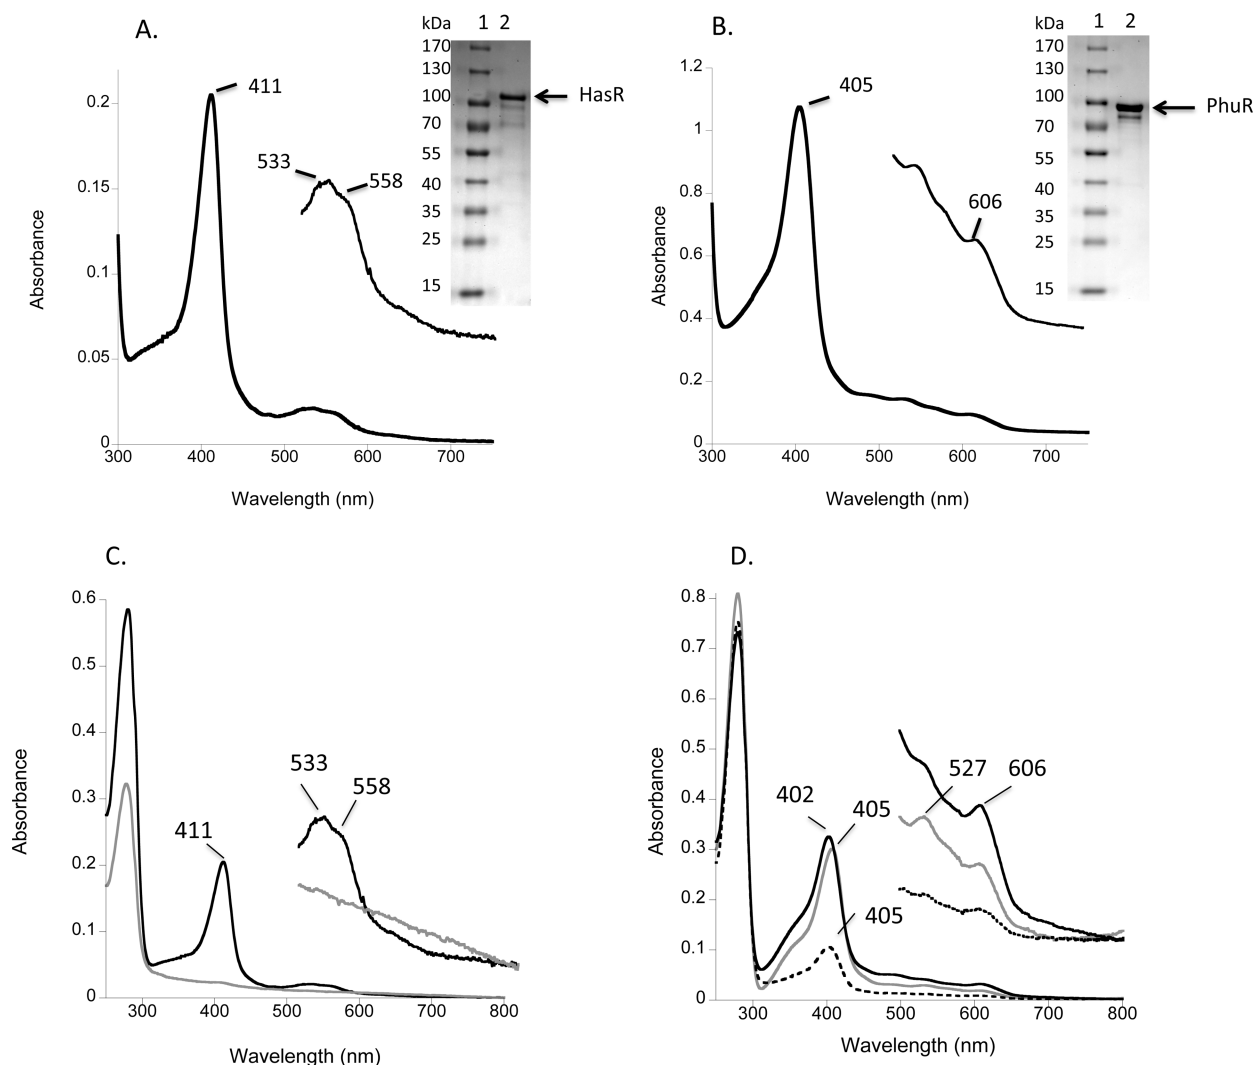 A.
kDa 1 2
170
130
100
70
55
40
35
25
15
HasR
411
533
558
0.2
0.15
0.1
0.05
0
Absorbance
300 400 500 600 700
Wavelength (nm)
B.
kDa 1 2
170
130
100
70
55
40
35
25
15
PhuR
405
606
1.2
1
0.8
0.6
0.4
0.2
0
Absorbance
300 400 500 600 700
Wavelength (nm)
C.
0.6
0.5
0.4
0.3
0.2
0.1
0
Absorbance
411
533
558
300 400 500 600 700 800
Wavelength (nm)
D.
0.8
0.7
0.6
0.5
0.4
0.3
0.2
0.1
0
Absorbance
402
405
405
527
606
300 400 500 600 700 800
Wavelength (nm)